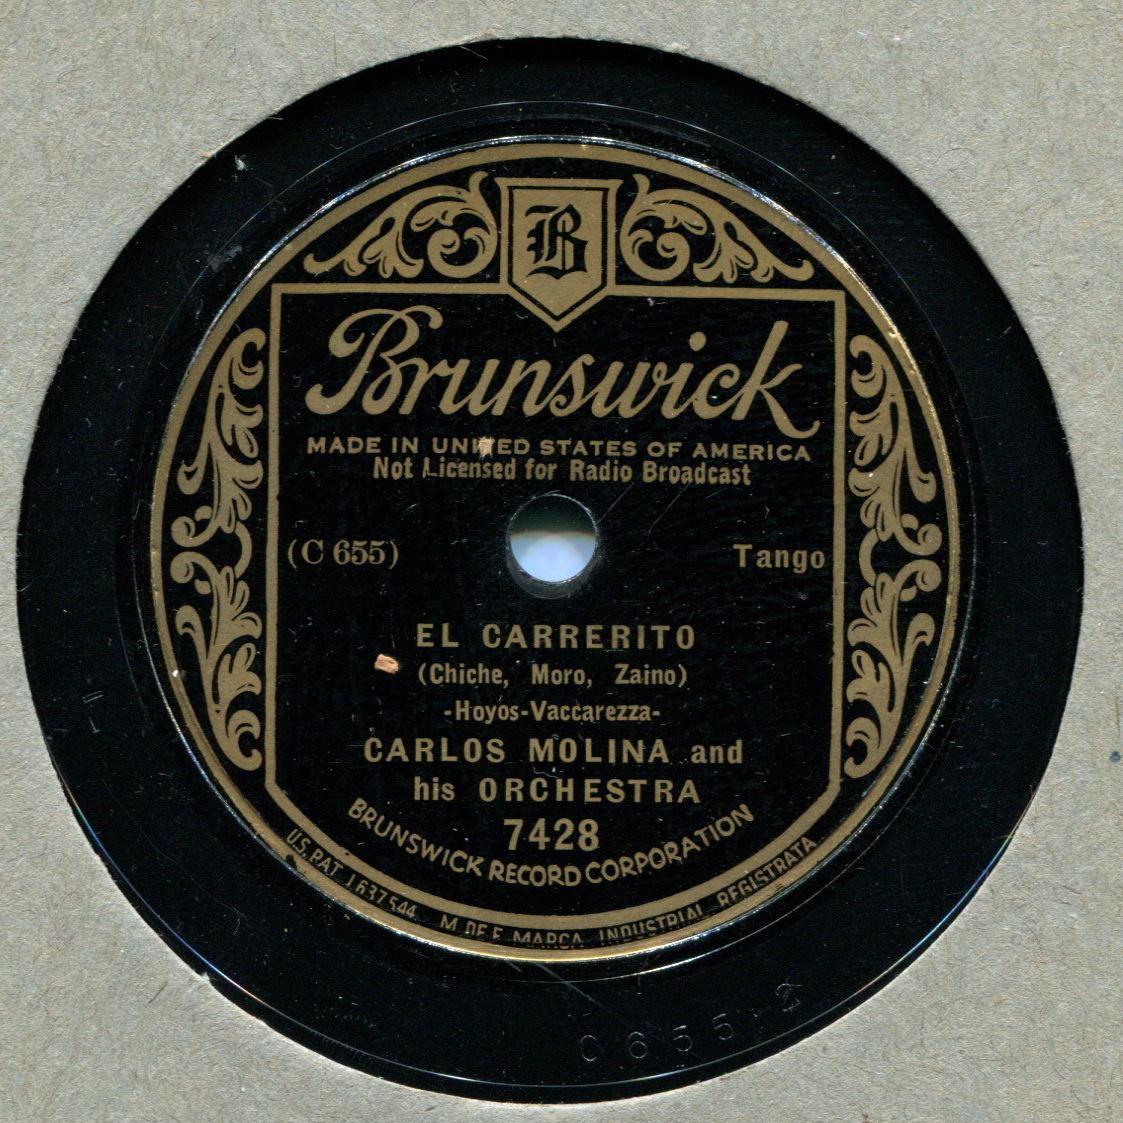 B
Brunswick
MADE IN UNITED STATES OF AMERICA
Not Licensed for Radio Broadcast
(C 655)
Tango
EL CARRERITO
(Chiche, Moro, Zaino)
-Hoyos-Vaccarezza-
CARLOS MOLINA and
his ORCHESTRA
7428
BRUNSWICK RECORD CORPORATION
U.S. PAT. 1,637,544 M. DE F. MARCA INDUSTRIAL REGISTRATA
C655-2